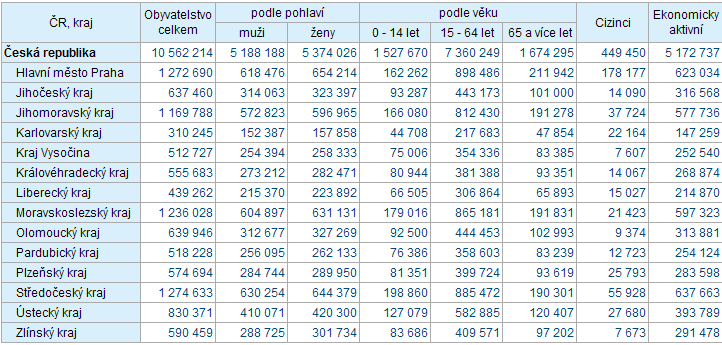 ČR, kraj Obyvatelstvo celkem podle pohlaví podle věku Cizinci Ekonomicky aktivní
muži ženy 0 - 14 let 15 - 64 let 65 a více let
Česká republika 10 562 214 5 188 188 5 374 026 1 527 670 7 360 249 1 674 295 449 450 5 172 737
Hlavní město Praha 1 272 690 618 476 654 214 162 262 898 486 211 942 178 177 623 034
Jihočeský kraj 637 460 314 063 323 397 93 287 443 173 101 000 14 090 316 568
Jihomoravský kraj 1 169 788 572 823 596 965 166 080 812 430 191 278 37 724 577 736
Karlovarský kraj 310 245 152 387 157 858 44 708 217 683 47 854 22 164 147 259
Kraj Vysočina 512 727 254 394 258 333 75 006 354 336 83 385 7 607 252 540
Královéhradecký kraj 555 683 273 212 282 471 80 944 381 388 93 351 14 067 268 874
Liberecký kraj 439 262 215 370 223 892 66 505 306 864 65 893 15 027 214 870
Moravskoslezský kraj 1 236 028 604 897 631 131 179 016 865 181 191 831 21 423 597 323
Olomoucký kraj 639 946 312 677 327 269 92 500 444 453 102 993 9 374 313 881
Pardubický kraj 518 228 256 095 262 133 76 386 358 603 83 239 12 723 254 124
Plzeňský kraj 574 694 284 744 289 950 81 351 399 724 93 619 25 793 283 598
Středočeský kraj 1 274 633 630 254 644 379 198 860 885 472 190 301 55 928 637 663
Ústecký kraj 830 371 410 071 420 300 127 079 582 885 120 407 27 680 393 789
Zlínský kraj 590 459 288 725 301 734 83 686 409 571 97 202 7 673 291 478